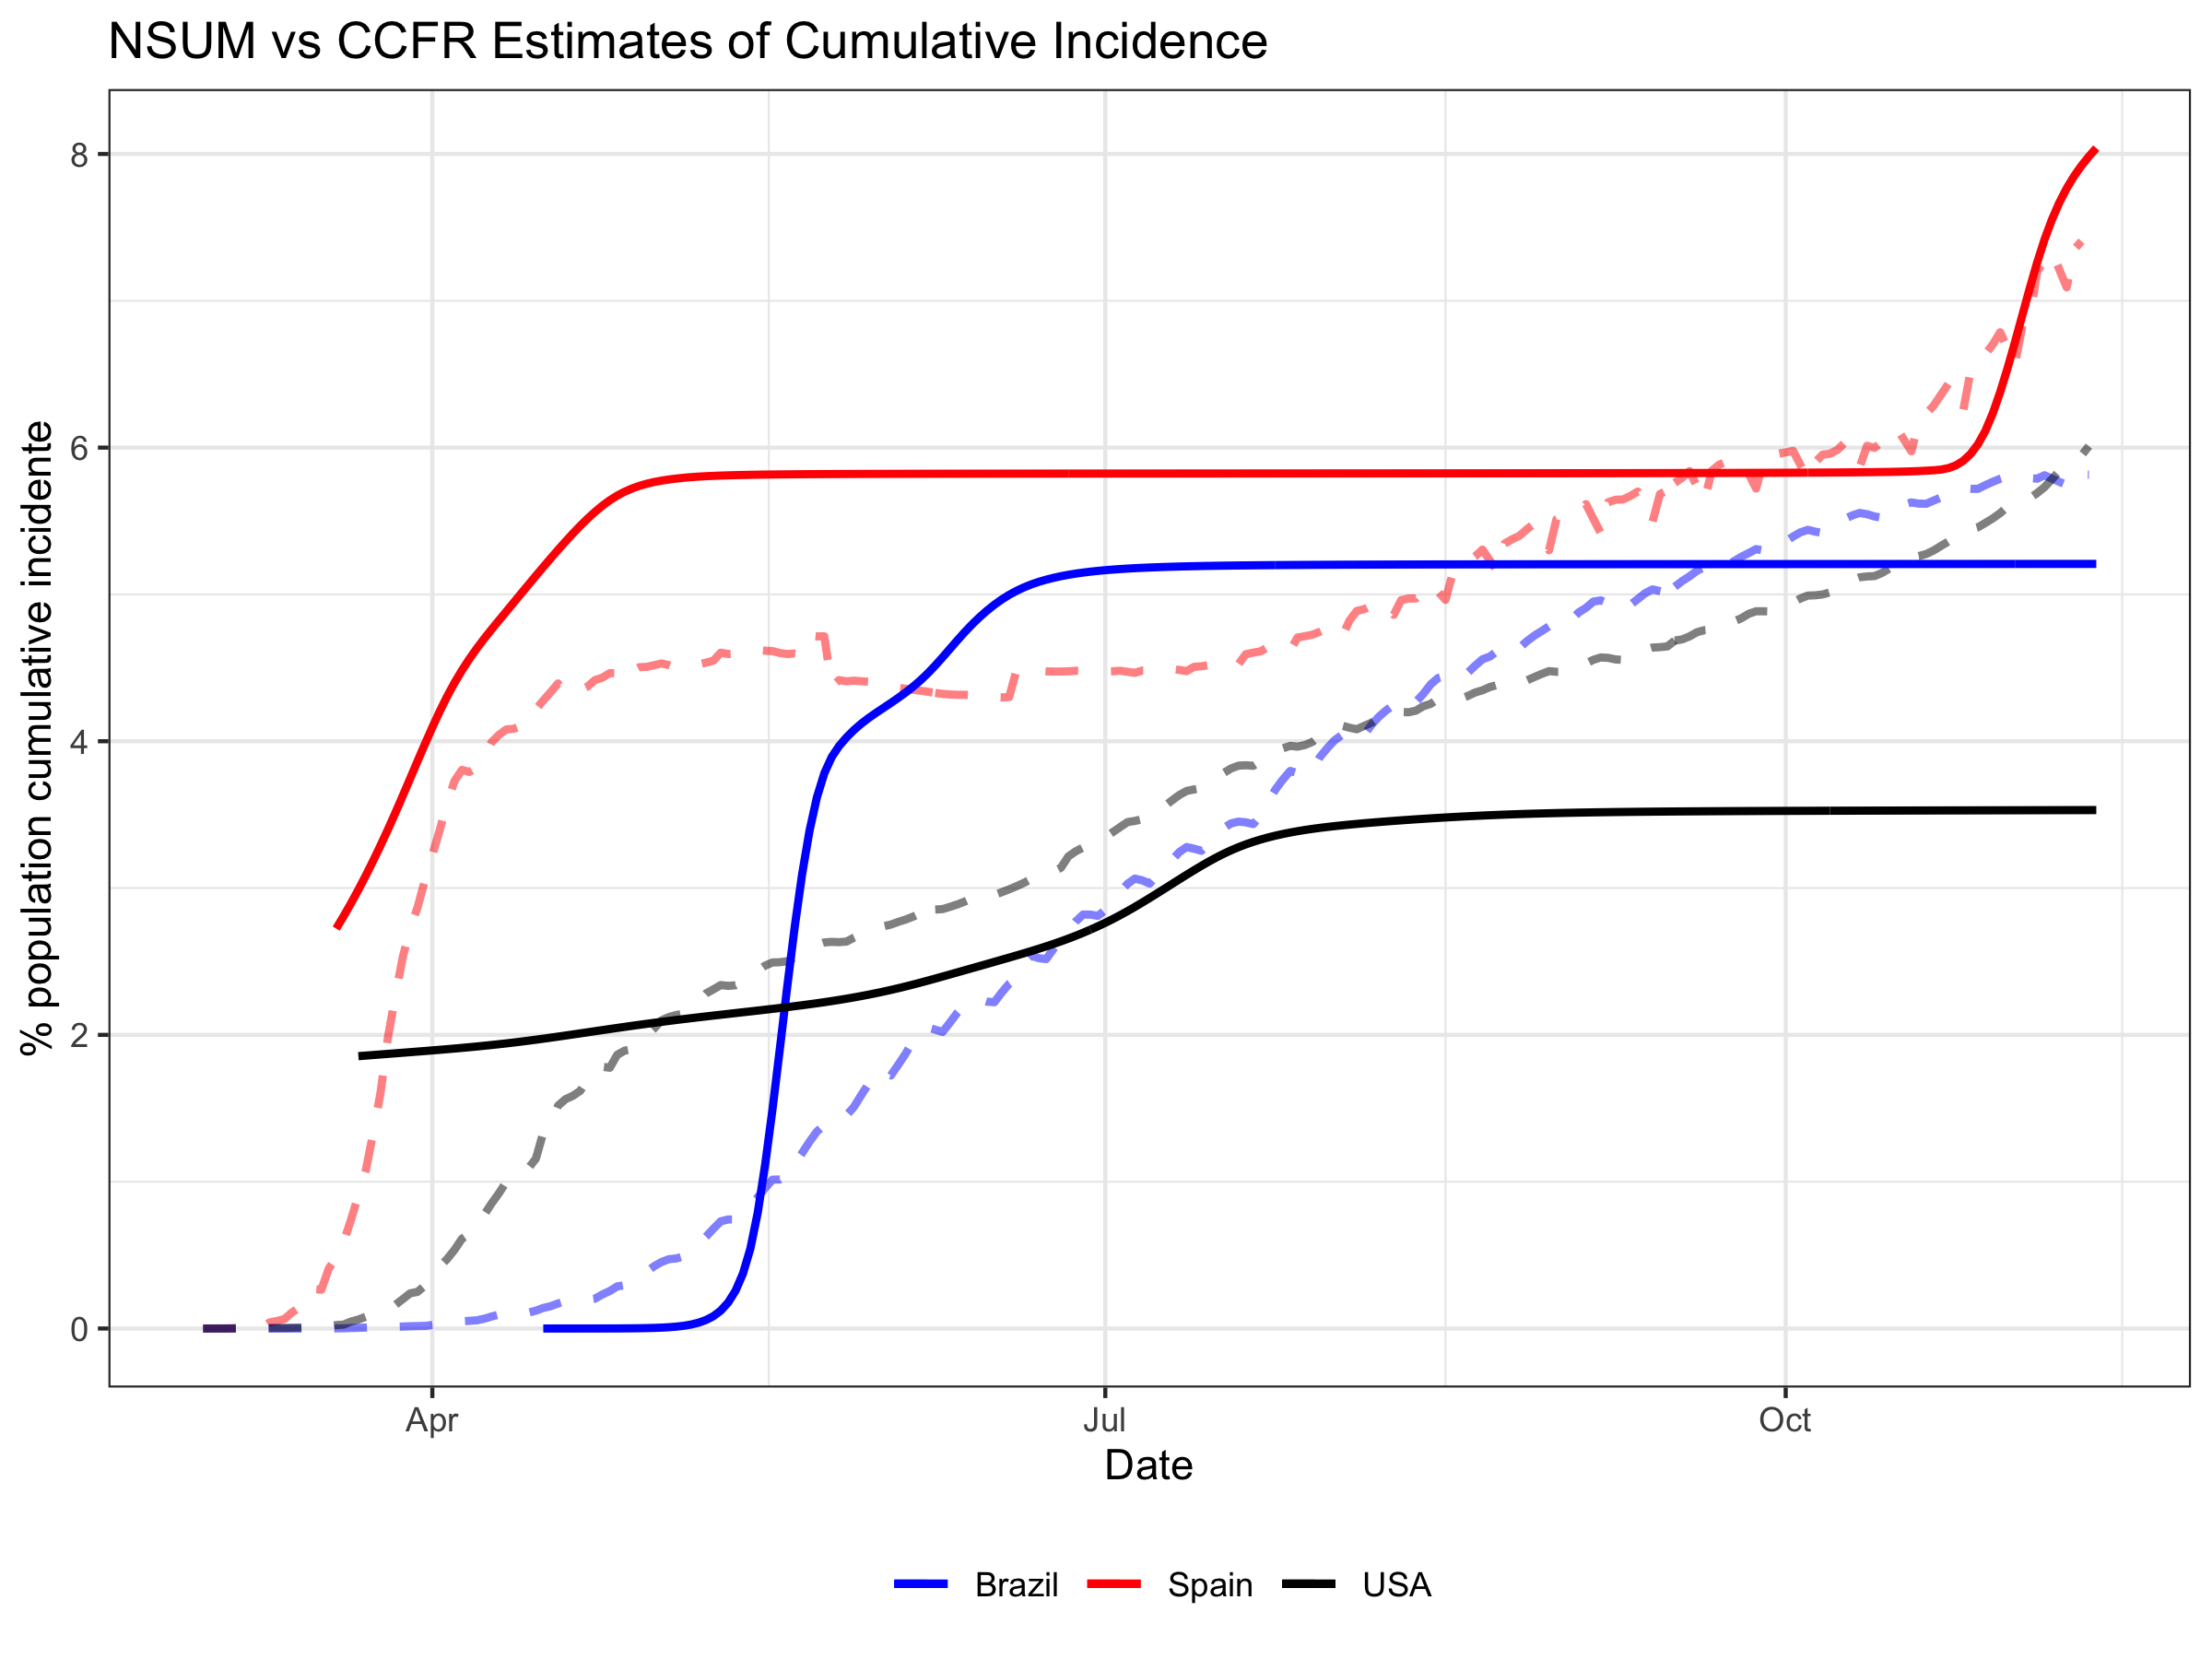 NSUM vs CCFR Estimates of Cumulative Incidence
% population cumulative incidente
8
6
4
2
0
Apr Jul Oct
Date
Brazil Spain USA